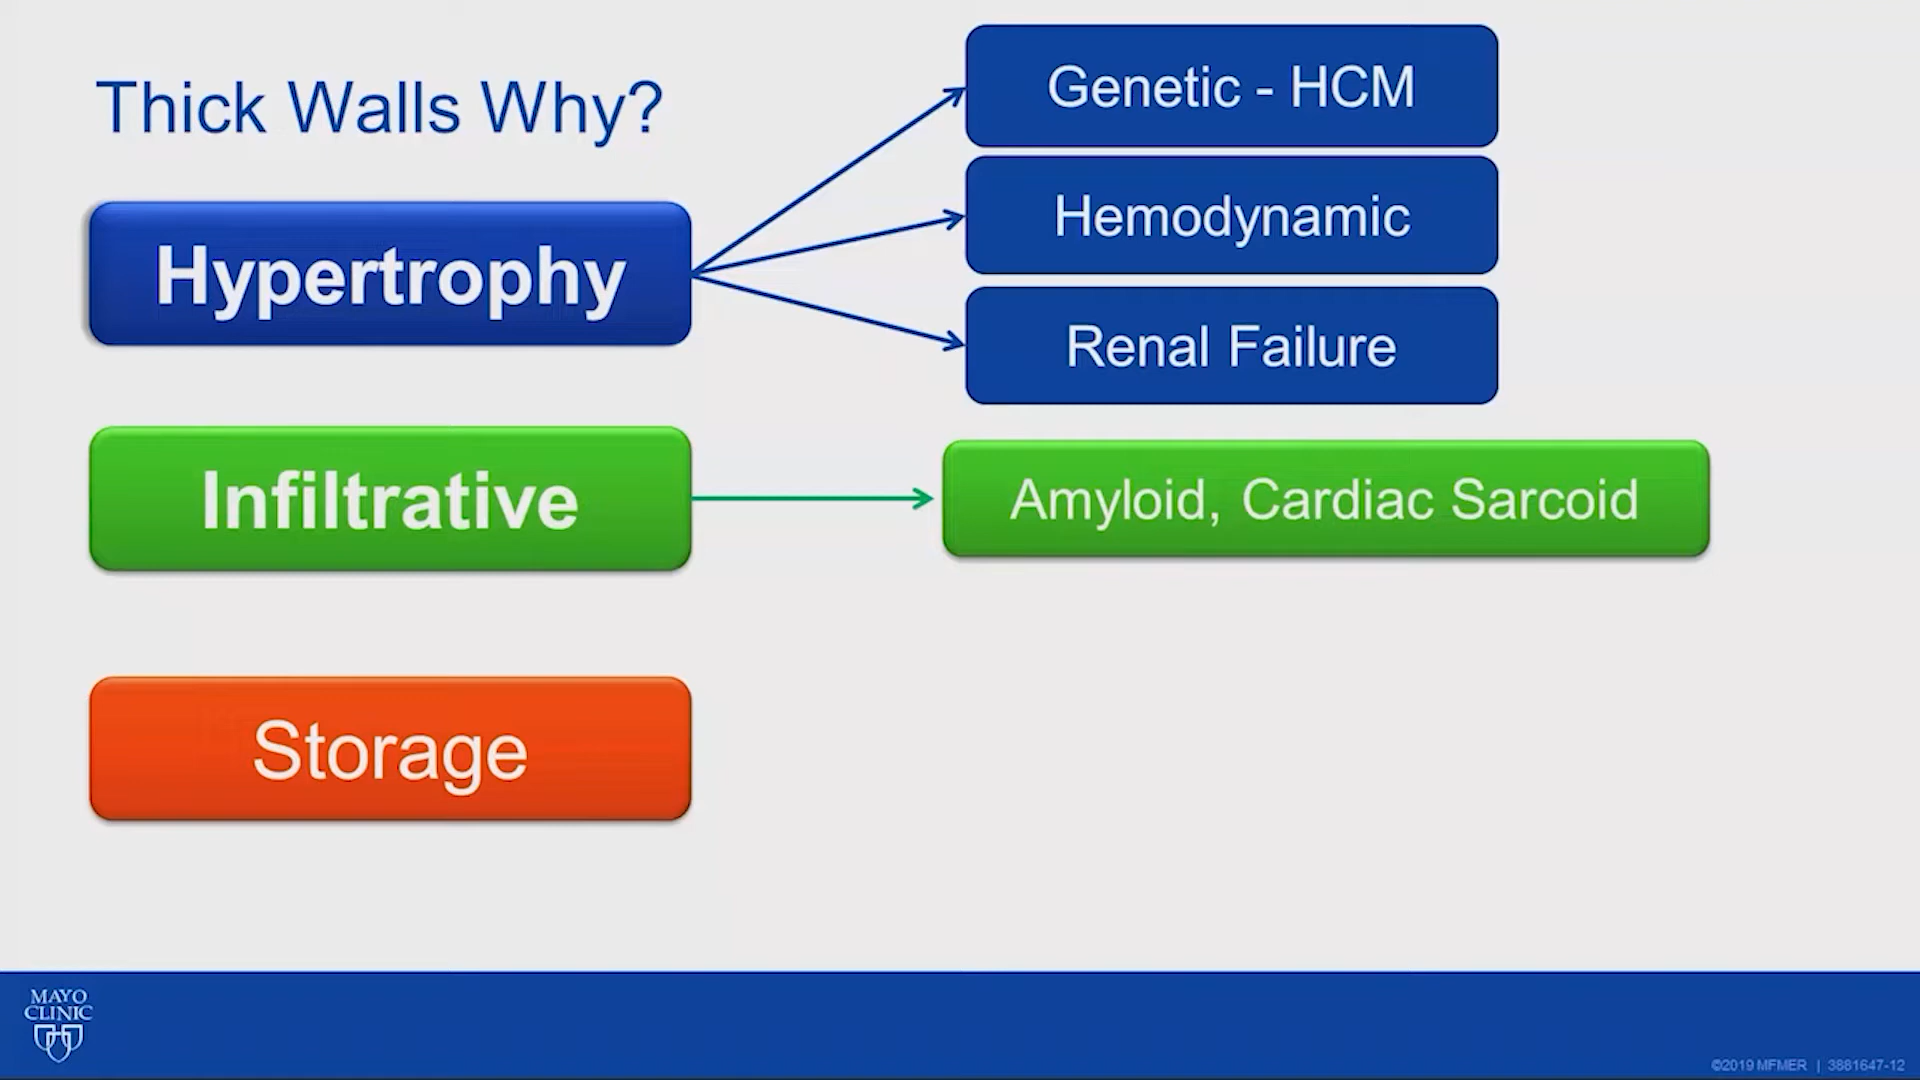 Thick Walls Why?
Hypertrophy
Genetic - HCM
Hemodynamic
Renal Failure
Infiltrative
Amyloid, Cardiac Sarcoid
Storage
MAYO
CLINIC
©2019 MFMER | 3881647-12